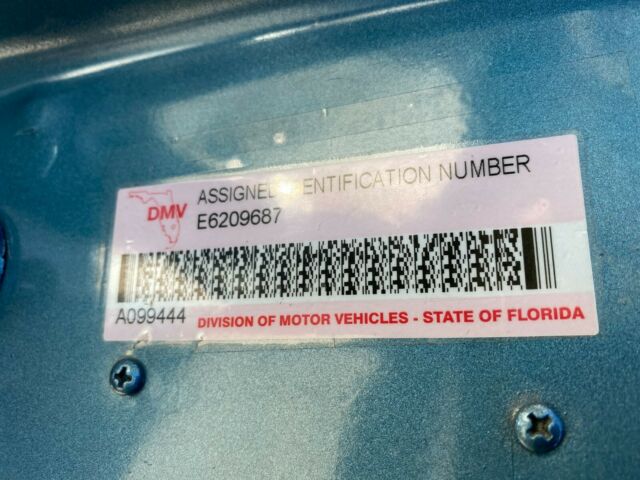 ASSIGNED IDENTIFICATION NUMBER
DMV
E6209687
A099444
DIVISION OF MOTOR VEHICLES - STATE OF FLORIDA